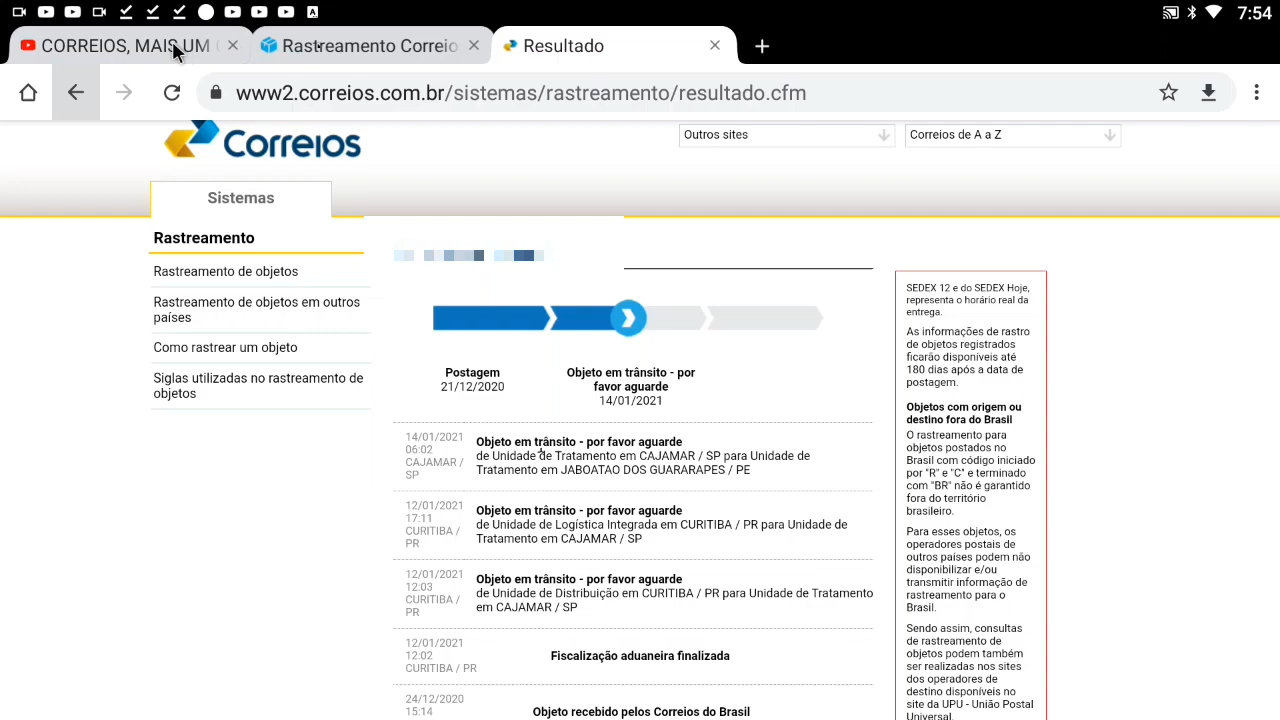 7:54
CORREIOS, MAIS UM
Rastreamento Correio
Resultado
www2.correios.com.br/sistemas/rastreamento/resultado.cfm
Correios
Outros sites
Correios de A a Z
Sistemas
Rastreamento
Rastreamento de objetos
Rastreamento de objetos em outros
países
Como rastrear um objeto
Siglas utilizadas no rastreamento de
objetos
Postagem
21/12/2020
Objeto em trânsito - por
favor aguarde
14/01/2021
14/01/2021
06:02
CAJAMAR /
SP
Objeto em trânsito - por favor aguarde
de Unidade de Tratamento em CAJAMAR / SP para Unidade de
Tratamento em JABOATAO DOS GUARARAPES / PE
12/01/2021
17:11
CURITIBA /
PR
Objeto em trânsito - por favor aguarde
de Unidade de Logística Integrada em CURITIBA / PR para Unidade de
Tratamento em CAJAMAR / SP
12/01/2021
12:03
CURITIBA /
PR
Objeto em trânsito - por favor aguarde
de Unidade de Distribuição em CURITIBA / PR para Unidade de Tratamento
em CAJAMAR / SP
12/01/2021
12:02
CURITIBA / PR
Fiscalização aduaneira finalizada
24/12/2020
15:14
Objeto recebido pelos Correios do Brasil
SEDEX 12 e do SEDEX Hoje,
representa o horário real da
entrega.
As informações de rastro
de objetos registrados
ficarão disponíveis até
180 dias após a data de
postagem.
Objetos com origem ou
destino fora do Brasil
O rastreamento para
objetos postados no
Brasil com código iniciado
por "R" e "C" e terminado
com "BR" não é garantido
fora do território
brasileiro.
Para esses objetos, os
operadores postais de
outros países podem não
disponibilizar e/ou
transmitir informação de
rastreamento para o
Brasil.
Sendo assim, consultas
de rastreamento de
objetos podem também
ser realizadas nos sites
dos operadores de
destino disponíveis no
site da UPU - União Postal
Universal.